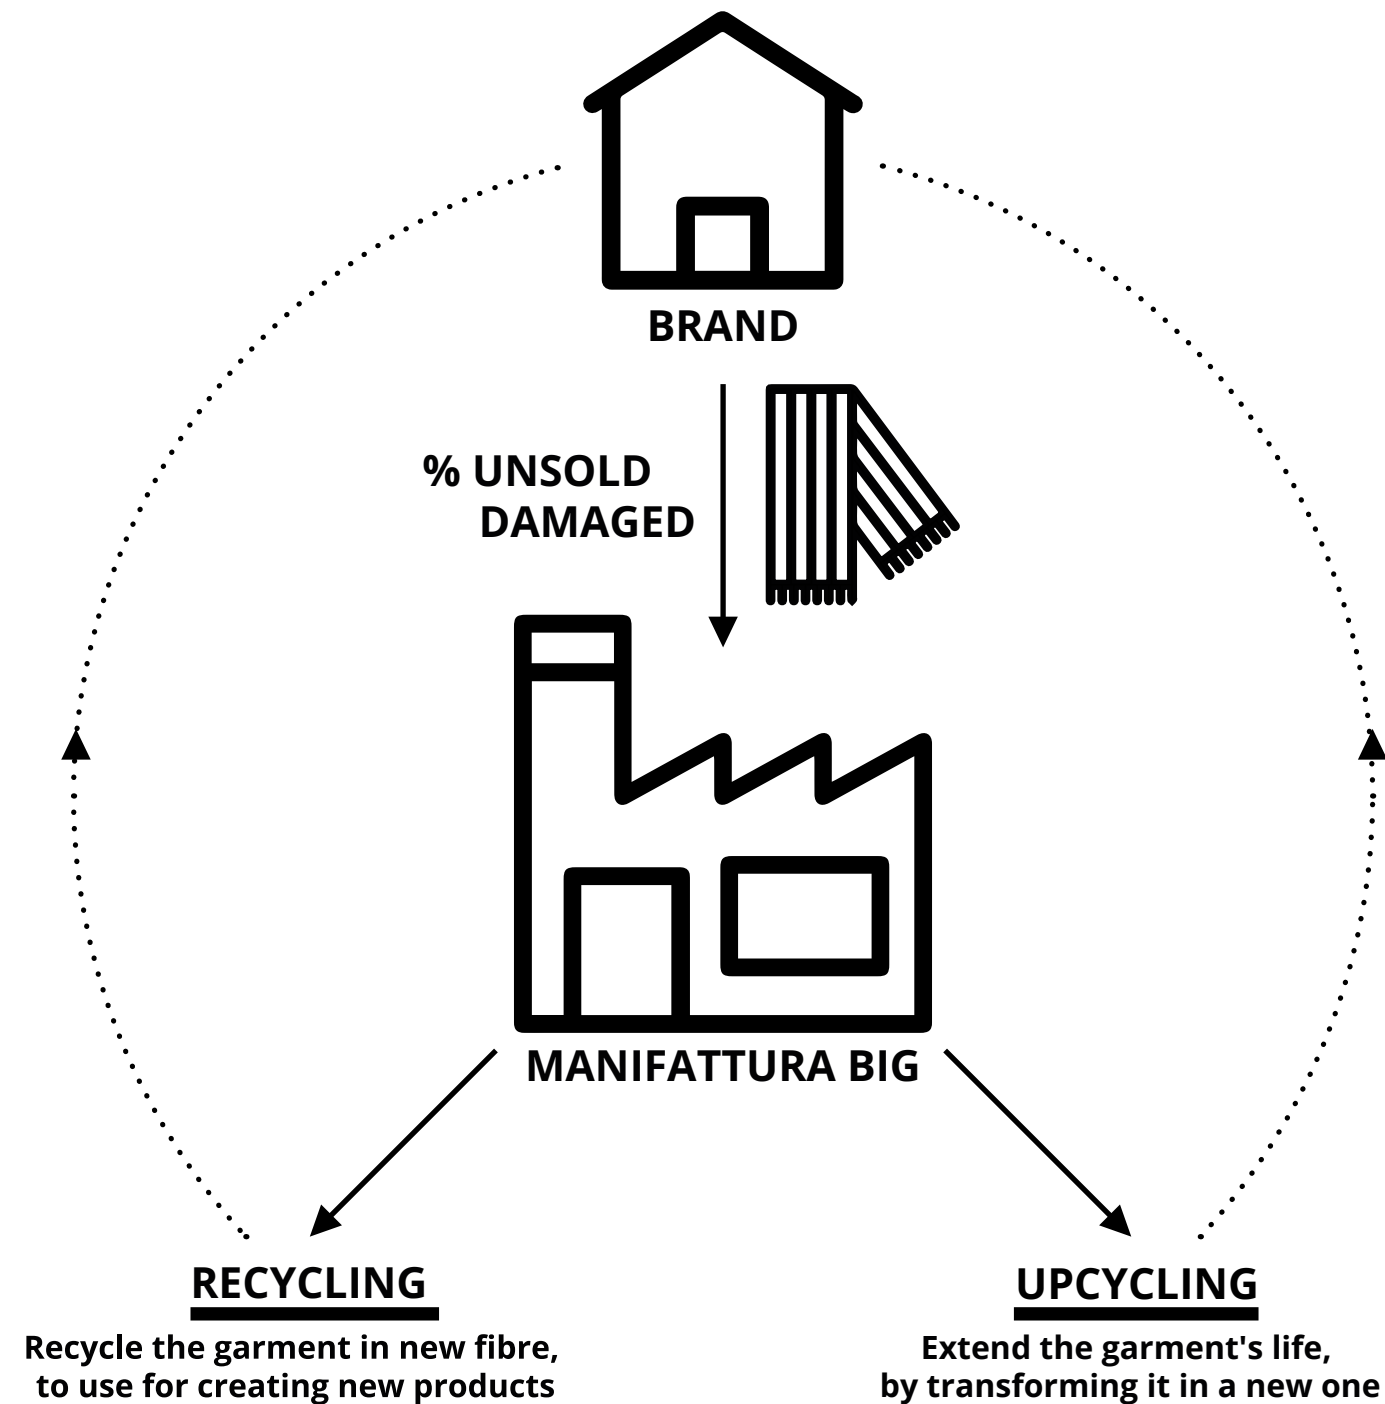 BRAND
% UNSOLD
DAMAGED
MANIFATTURA BIG
RECYCLING
Recycle the garment in new fibre,
to use for creating new products
UPCYCLING
Extend the garment's life,
by transforming it in a new one